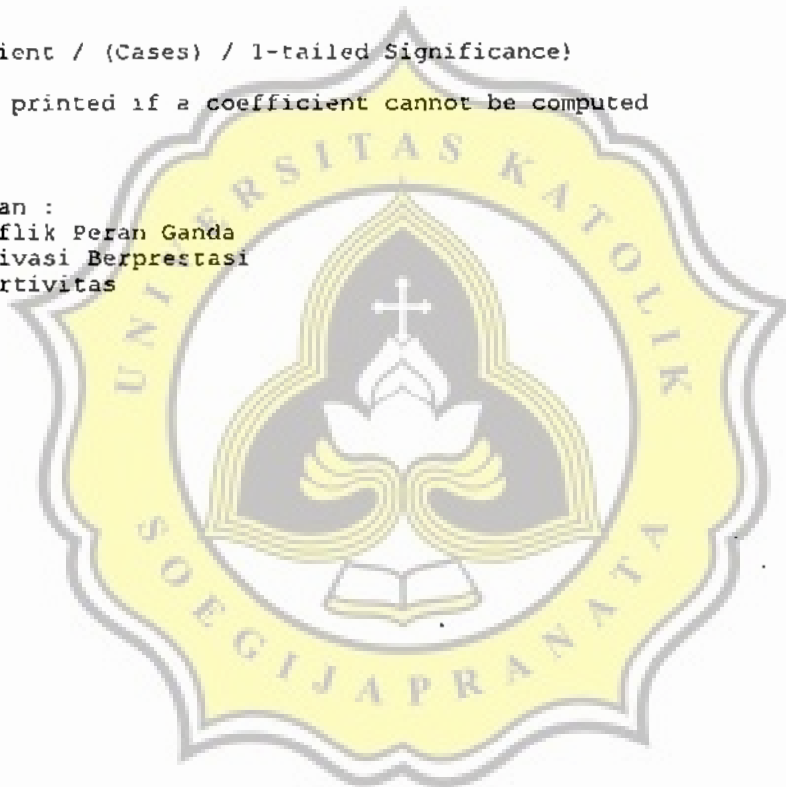 ient / (Cases) / 1-tailed Significance)
printed if a coefficient cannot be computed
an :
flik Peran Ganda
ivasi Berprestasi
rtivitas
UNIVERSITAS KATOLIK
SOEGIJAPRANATA